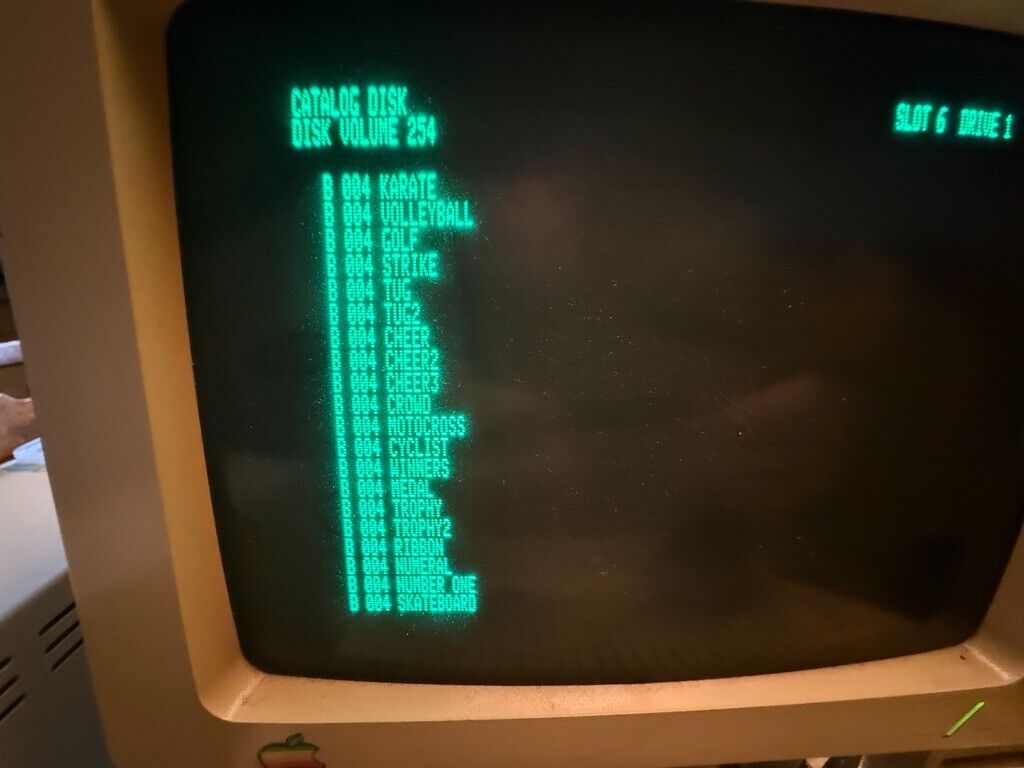 CATALOG DISK
DISK VOLUME 254 SLOT 6 DRIVE 1
B 004 KARATE
B 004 VOLLEYBALL
B 004 GOLF
B 004 STRIKE
B 004 TUG
B 004 TUG2
B 004 CHEER
B 004 CHEER2
B 004 CHEER3
B 004 CROWD
B 004 MOTOCROSS
B 004 CYCLIST
B 004 WINNERS
B 004 MEDAL
B 004 TROPHY
B 004 TROPHY2
B 004 RIBBON
B 004 NUMERAL
B 004 NUMBER ONE
B 004 SKATEBOARD